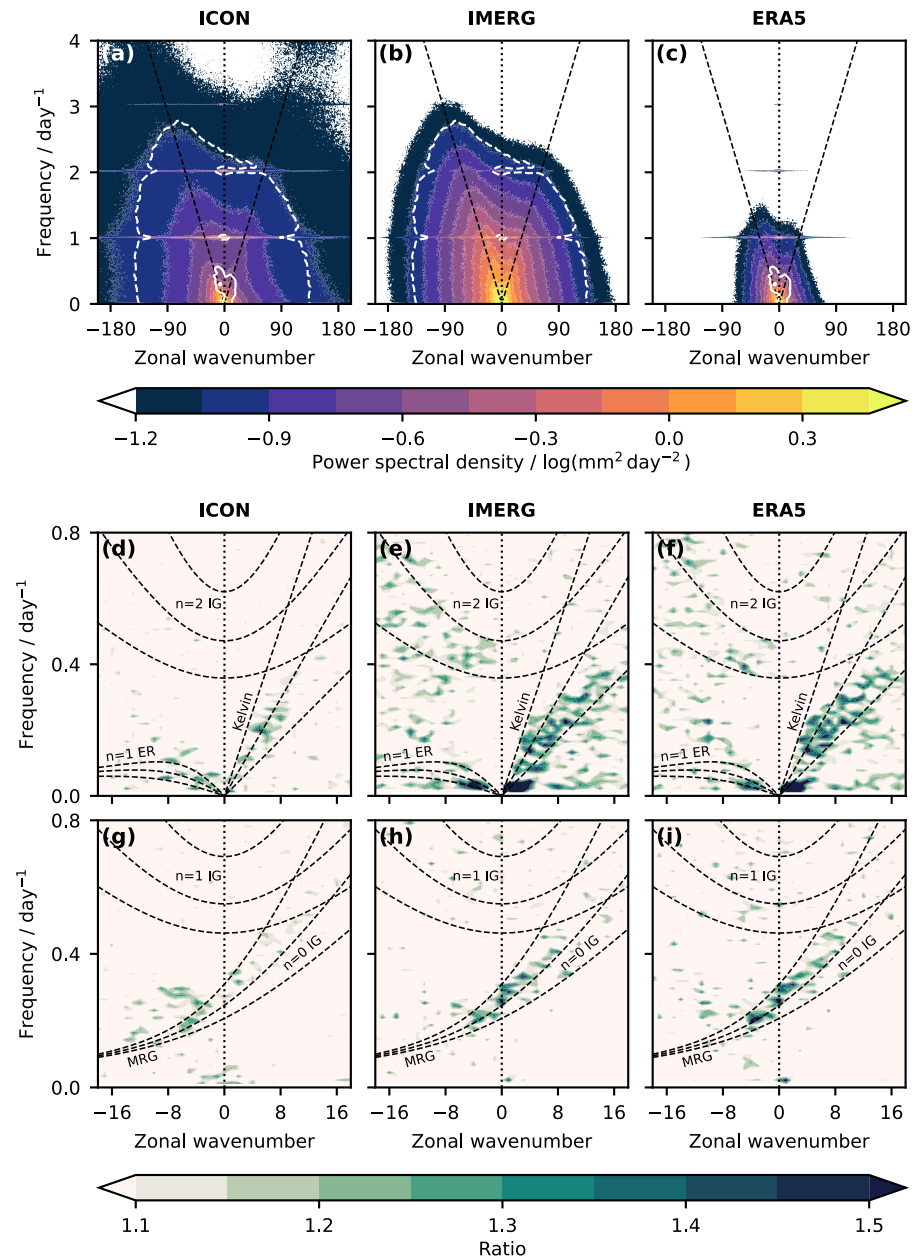 ICON IMERG ERA5
(a) (b) (c)
4
3
2
1
0
Frequency / day⁻¹
−180 −90 0 90 180 −180 −90 0 90 180 −180 −90 0 90 180
Zonal wavenumber Zonal wavenumber Zonal wavenumber
−1.2 −0.9 −0.6 −0.3 0.0 0.3
Power spectral density / log(mm² day⁻²)
ICON IMERG ERA5
(d) (e) (f)
0.8
0.4
0.0
Frequency / day⁻¹
n=2 IG n=2 IG n=2 IG
Kelvin Kelvin Kelvin
n=1 ER n=1 ER n=1 ER
(g) (h) (i)
0.8
0.4
0.0
Frequency / day⁻¹
n=1 IG n=1 IG n=1 IG
n=0 IG n=0 IG n=0 IG
MRG MRG MRG
−16 −8 0 8 16 −16 −8 0 8 16 −16 −8 0 8 16
Zonal wavenumber Zonal wavenumber Zonal wavenumber
1.1 1.2 1.3 1.4 1.5
Ratio